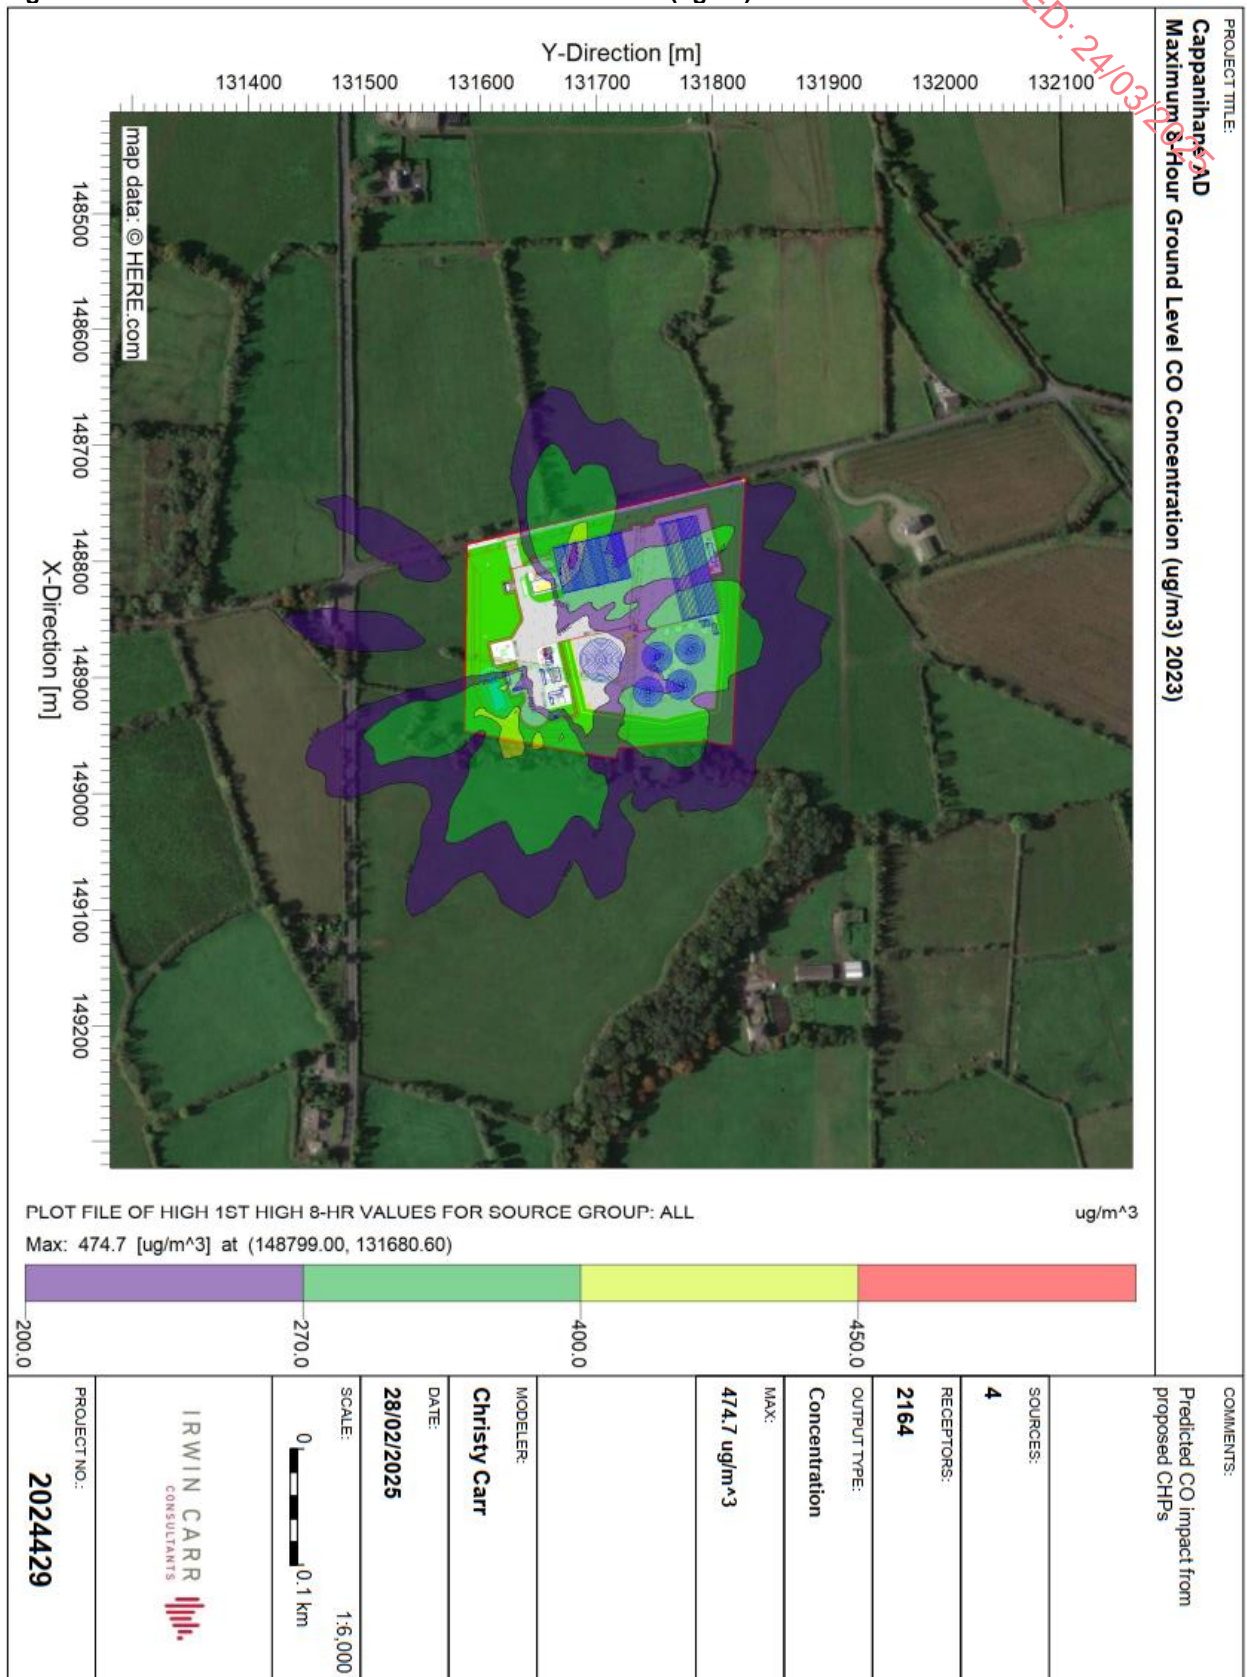 PROJECT TITLE:
Cappanihane AD
Maximum 8-Hour Ground Level CO Concentration (ug/m3) 2023)
ED: 24/03/2025
Y-Direction [m]
131400 131500 131600 131700 131800 131900 132000 132100
X-Direction [m]
148500 148600 148700 148800 148900 149000 149100 149200
map data: © HERE.com
PLOT FILE OF HIGH 1ST HIGH 8-HR VALUES FOR SOURCE GROUP: ALL
ug/m^3
Max: 474.7 [ug/m^3] at (148799.00, 131680.60)
200.0 270.0 400.0 450.0
COMMENTS:
Predicted CO impact from
proposed CHPs
SOURCES:
4
RECEPTORS:
2164
OUTPUT TYPE:
Concentration
MAX:
474.7 ug/m^3
MODELER:
Christy Carr
DATE:
28/02/2025
SCALE:
1:6,000
0 0.1 km
IRWIN CARR
CONSULTANTS
PROJECT NO.:
2024429